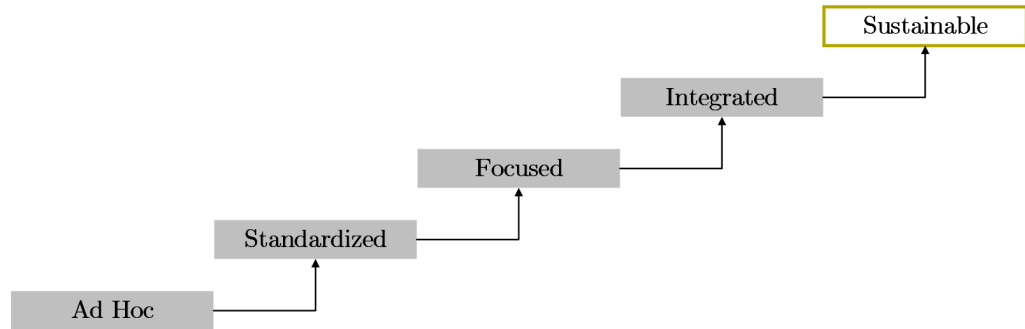 Sustainable
Integrated
Focused
Standardized
Ad Hoc